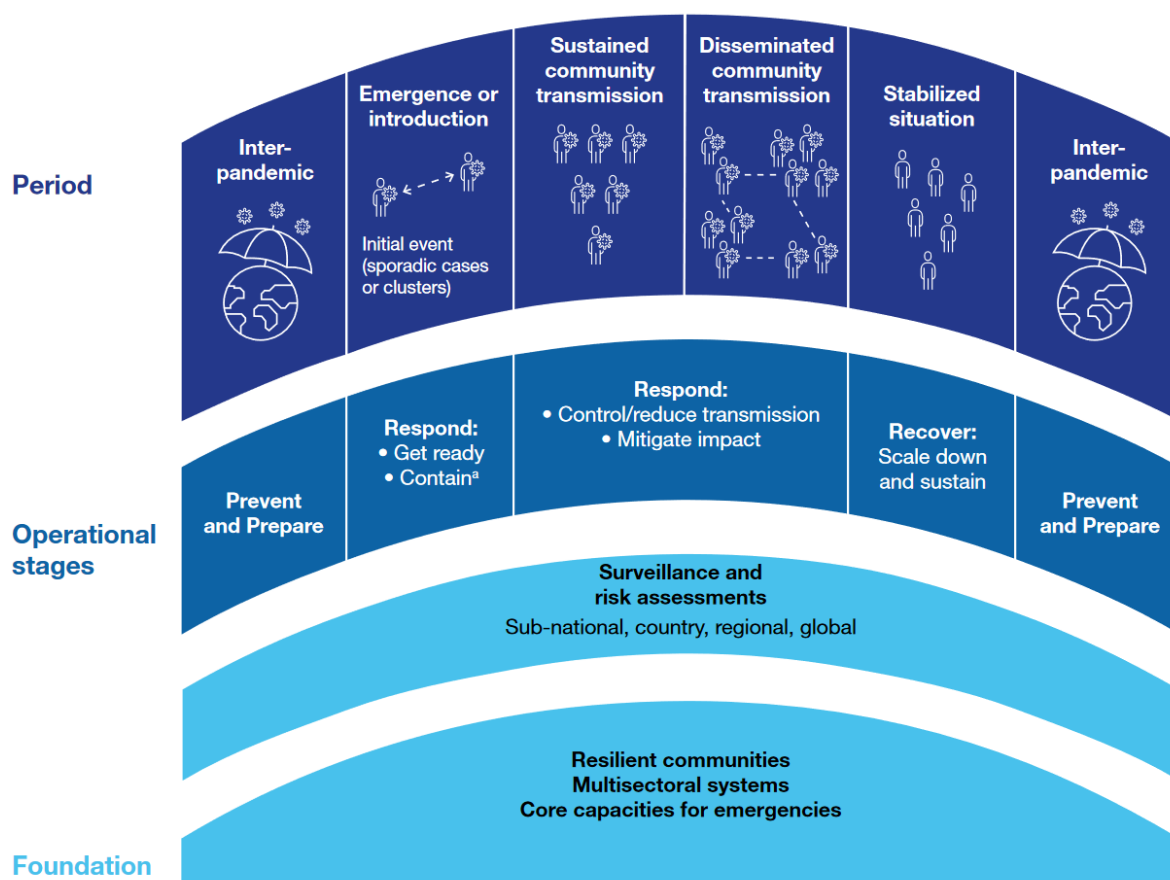 Period
Inter-
pandemic
Emergence or
introduction
Initial event
(sporadic cases
or clusters)
Sustained
community
transmission
Disseminated
community
transmission
Stabilized
situation
Inter-
pandemic
Operational
stages
Prevent
and Prepare
Respond:
• Get ready
• Containᵃ
Respond:
• Control/reduce transmission
• Mitigate impact
Recover:
Scale down
and sustain
Prevent
and Prepare
Surveillance and
risk assessments
Sub-national, country, regional, global
Foundation
Resilient communities
Multisectoral systems
Core capacities for emergencies